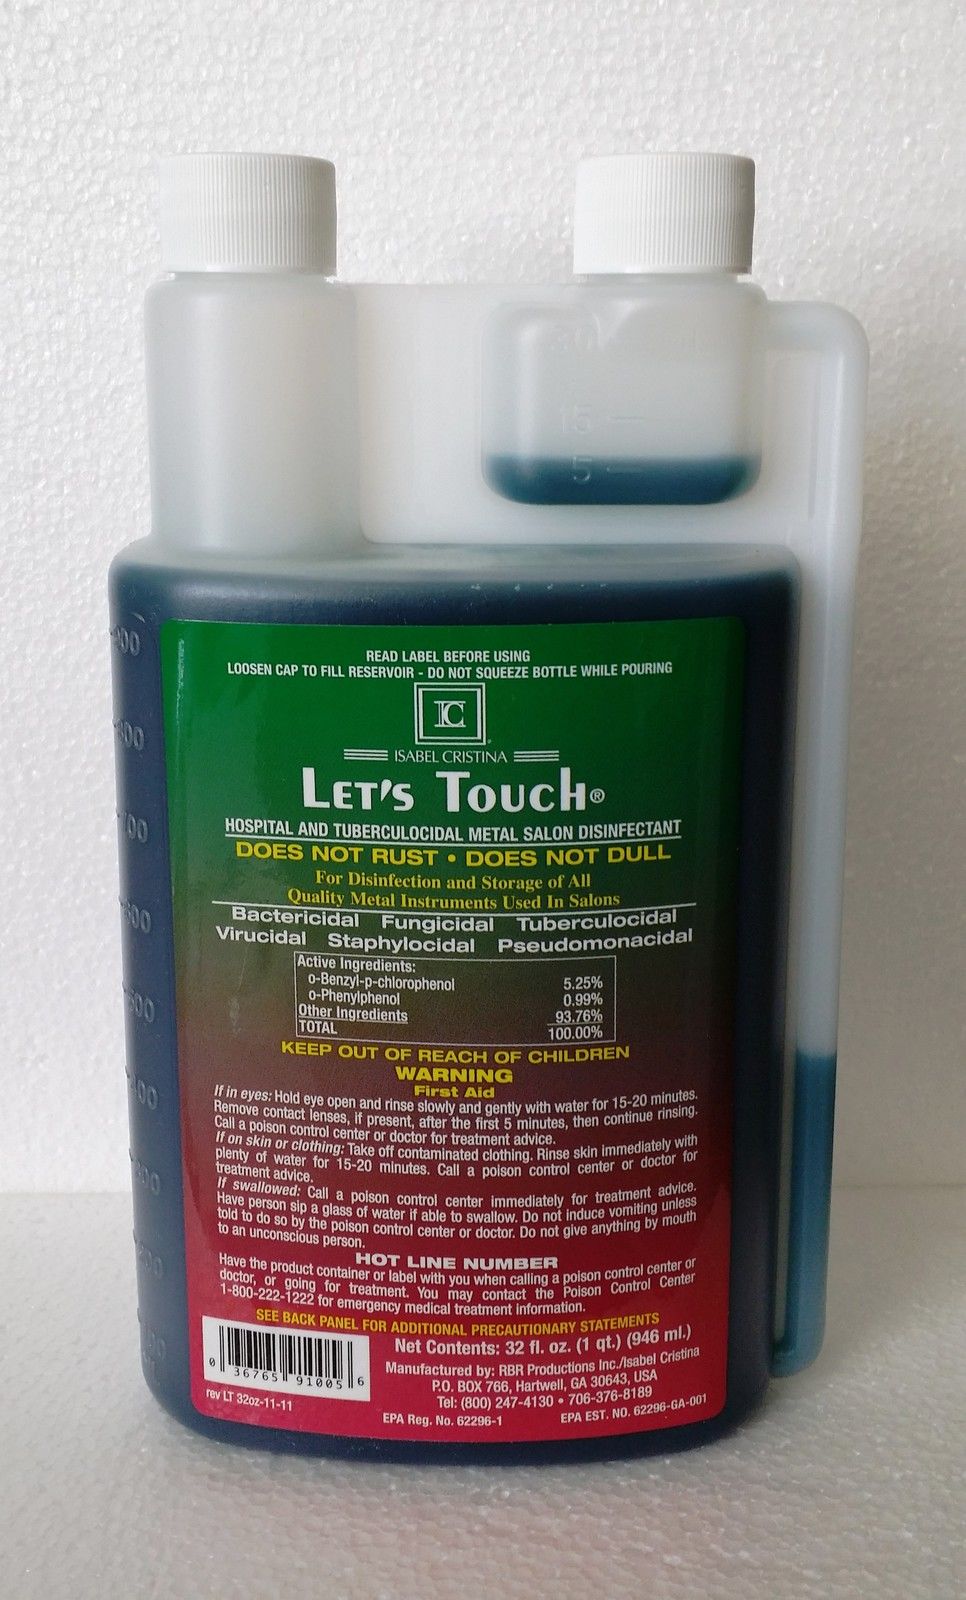 15
5
READ LABEL BEFORE USING
LOOSEN CAP TO FILL RESERVOIR - DO NOT SQUEEZE BOTTLE WHILE POURING
IC
ISABEL CRISTINA
LET'S TOUCH®
HOSPITAL AND TUBERCULOCIDAL METAL SALON DISINFECTANT
DOES NOT RUST • DOES NOT DULL
For Disinfection and Storage of All
Quality Metal Instruments Used In Salons
Bactericidal Fungicidal Tuberculocidal
Virucidal Staphylocidal Pseudomonacidal
Active Ingredients:
o-Benzyl-p-chlorophenol 5.25%
o-Phenylphenol 0.99%
Other Ingredients 93.76%
TOTAL 100.00%
KEEP OUT OF REACH OF CHILDREN
WARNING
First Aid
If in eyes: Hold eye open and rinse slowly and gently with water for 15-20 minutes.
Remove contact lenses, if present, after the first 5 minutes, then continue rinsing.
Call a poison control center or doctor for treatment advice.
If on skin or clothing: Take off contaminated clothing. Rinse skin immediately with
plenty of water for 15-20 minutes. Call a poison control center or doctor for
treatment advice.
If swallowed: Call a poison control center immediately for treatment advice.
Have person sip a glass of water if able to swallow. Do not induce vomiting unless
told to do so by the poison control center or doctor. Do not give anything by mouth
to an unconscious person.
HOT LINE NUMBER
Have the product container or label with you when calling a poison control center or
doctor, or going for treatment. You may contact the Poison Control Center
1-800-222-1222 for emergency medical treatment information.
SEE BACK PANEL FOR ADDITIONAL PRECAUTIONARY STATEMENTS
Net Contents: 32 fl. oz. (1 qt.) (946 ml.)
Manufactured by: RBR Productions Inc./Isabel Cristina
P.O. BOX 766, Hartwell, GA 30643, USA
Tel: (800) 247-4130 • 706-376-8189
EPA Reg. No. 62296-1 EPA EST. NO. 62296-GA-001
0 36765 91005 6
rev LT 32oz-11-11